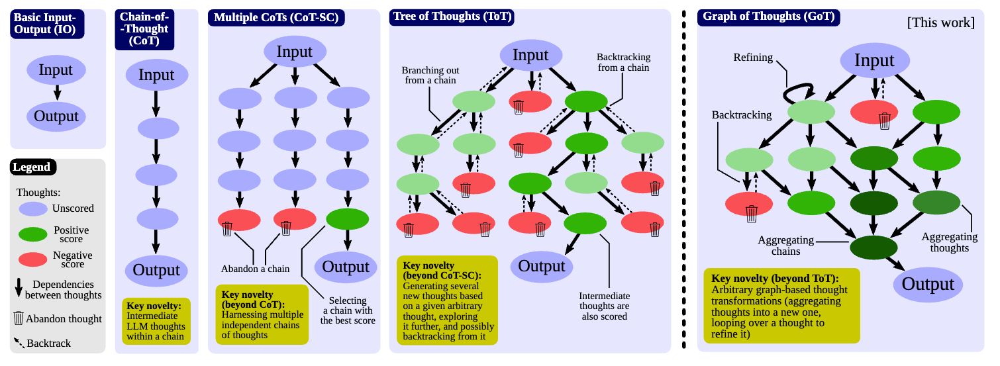 Basic Input-
Output (IO)
Input
Output
Legend
Thoughts:
Unscored
Positive
score
Negative
score
Dependencies
between thoughts
Abandon thought
Backtrack
Chain-of-
-Thought
(CoT)
Input
Output
Key novelty:
Intermediate
LLM thoughts
within a chain
Multiple CoTs (CoT-SC)
Input
Abandon a chain
Output
Key novelty
(beyond CoT):
Harnessing multiple
independent chains
of thoughts
Selecting
a chain with
the best score
Tree of Thoughts (ToT)
Input
Branching out
from a chain
Backtracking
from a chain
Output
Key novelty
(beyond CoT-SC):
Generating several
new thoughts based
on a given arbitrary
thought, exploring
it further, and possibly
backtracking from it
Intermediate
thoughts are
also scored
Graph of Thoughts (GoT)
[This work]
Refining
Input
Backtracking
Aggregating
chains
Aggregating
thoughts
Output
Key novelty (beyond ToT):
Arbitrary graph-based thought
transformations (aggregating
thoughts into a new one,
looping over a thought to
refine it)